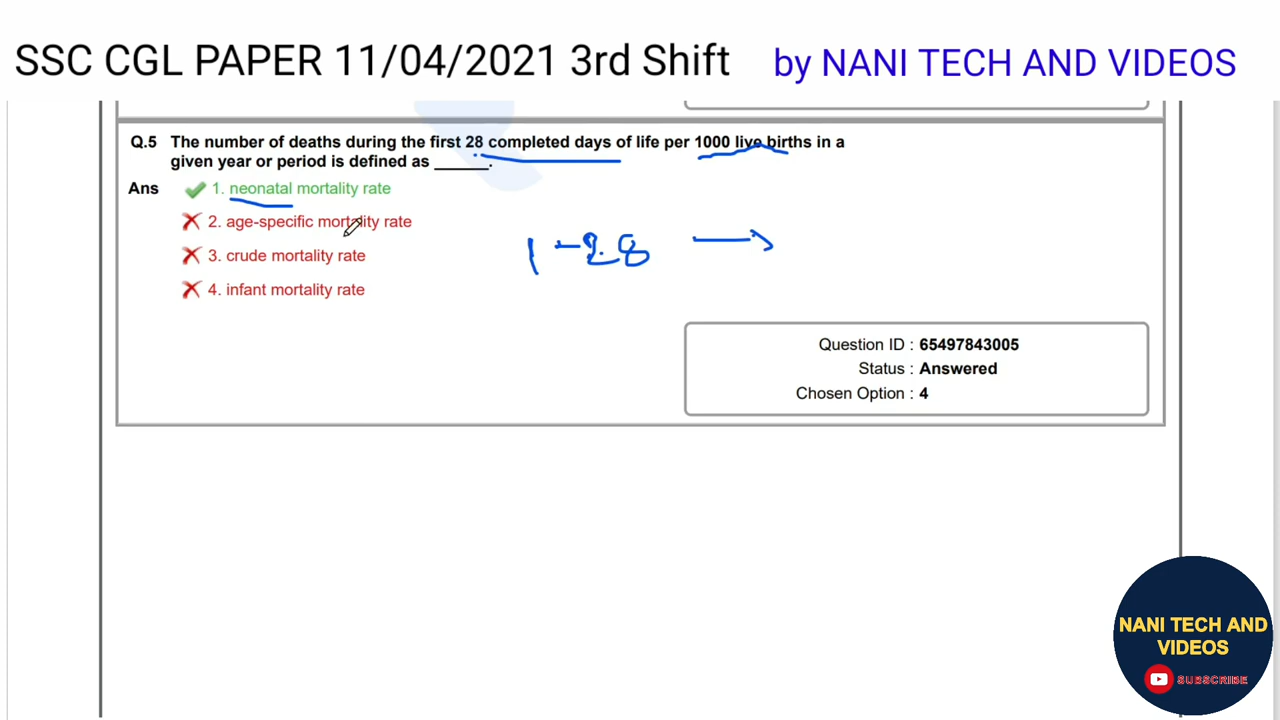 SSC CGL PAPER 11/04/2021 3rd Shift by NANI TECH AND VIDEOS
Q.5 The number of deaths during the first 28 completed days of life per 1000 live births in a
given year or period is defined as ______.
Ans 1. neonatal mortality rate
2. age-specific mortality rate
3. crude mortality rate
4. infant mortality rate
1-28
Question ID : 65497843005
Status : Answered
Chosen Option : 4
NANI TECH AND
VIDEOS
SUBSCRIBE